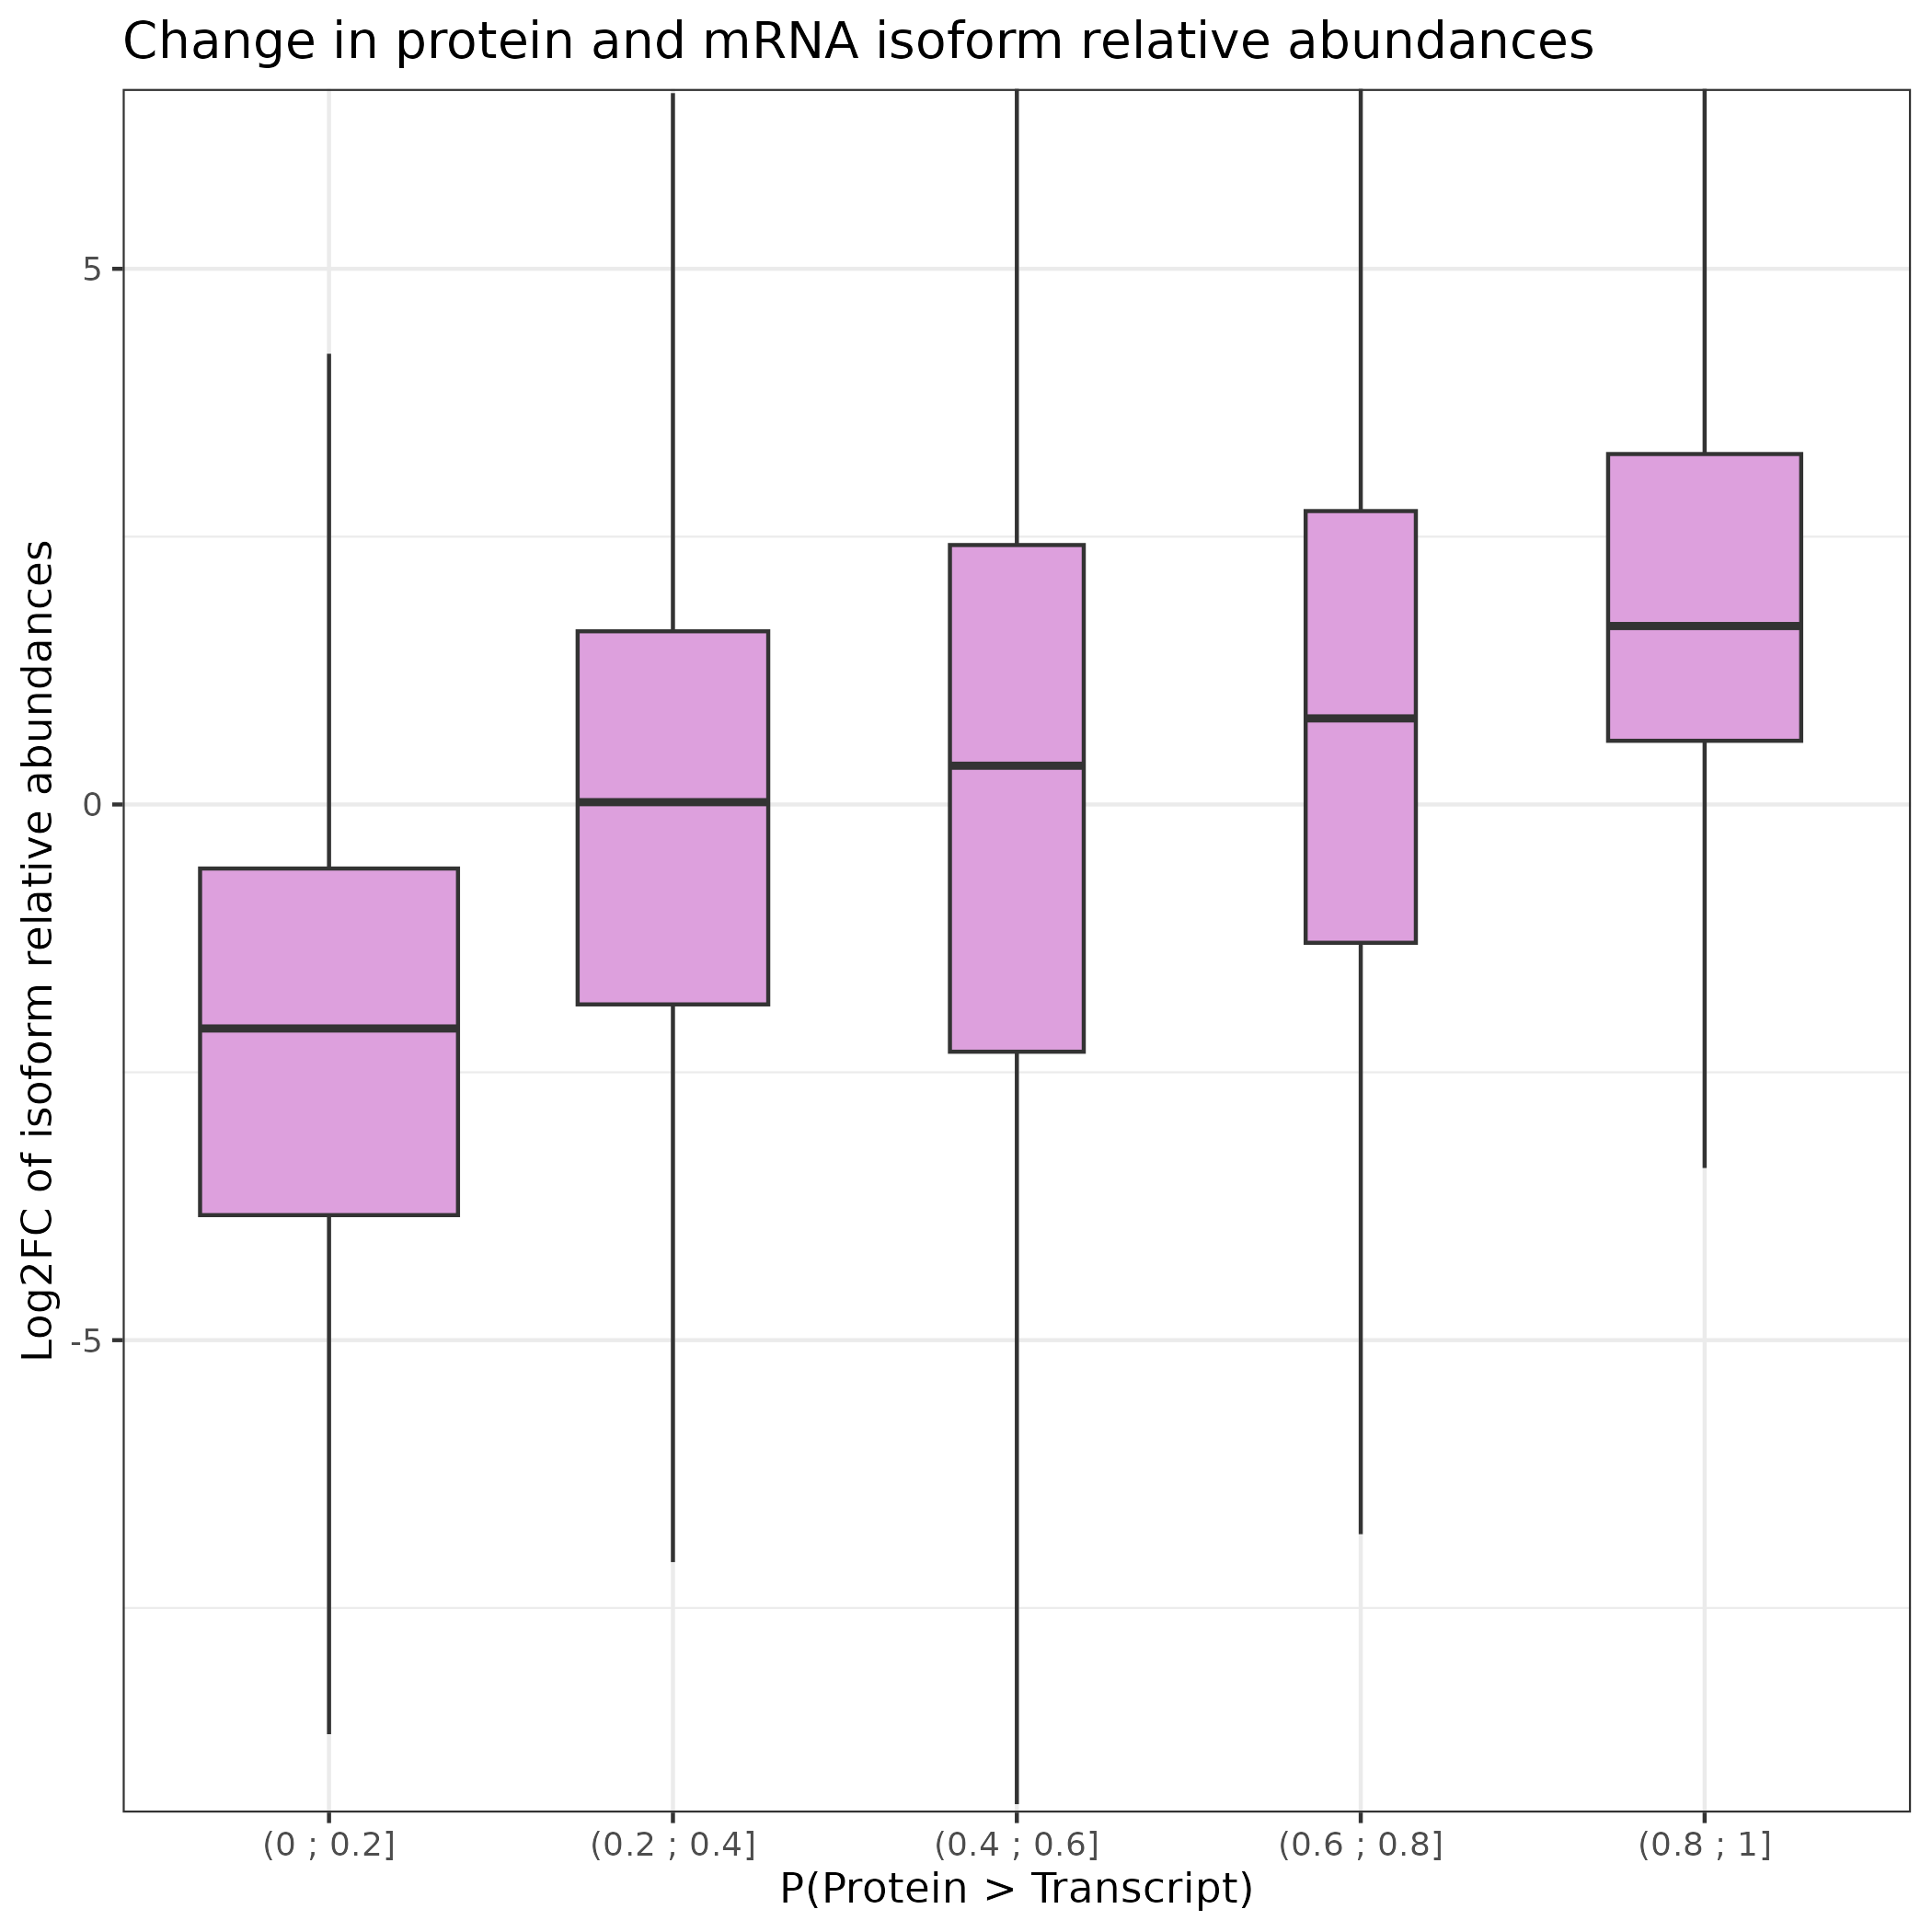 Change in protein and mRNA isoform relative abundances
Log2FC of isoform relative abundances
5
0
-5
(0 ; 0.2]
(0.2 ; 0.4]
(0.4 ; 0.6]
(0.6 ; 0.8]
(0.8 ; 1]
P(Protein > Transcript)